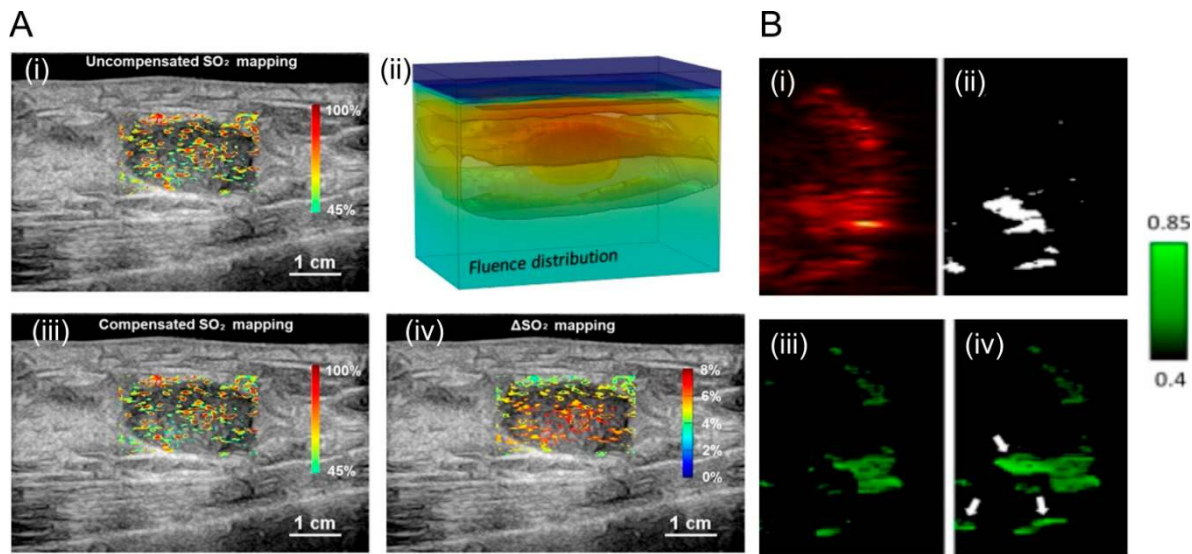 A
(i)
Uncompensated SO₂ mapping
100%
45%
1 cm
(ii)
Fluence distribution
(iii)
Compensated SO₂ mapping
100%
45%
1 cm
(iv)
ΔSO₂ mapping
8%
6%
4%
2%
0%
1 cm
B
(i)
(ii)
(iii)
(iv)
0.85
0.4